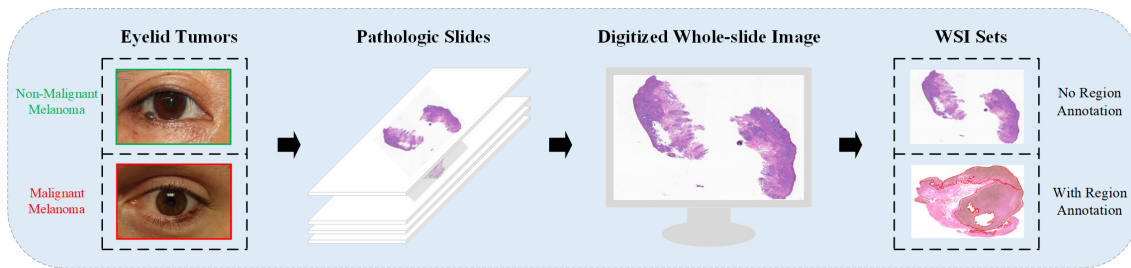 Eyelid Tumors
Pathologic Slides
Digitized Whole-slide Image
WSI Sets
Non-Malignant
Melanoma
No Region
Annotation
Malignant
Melanoma
With Region
Annotation